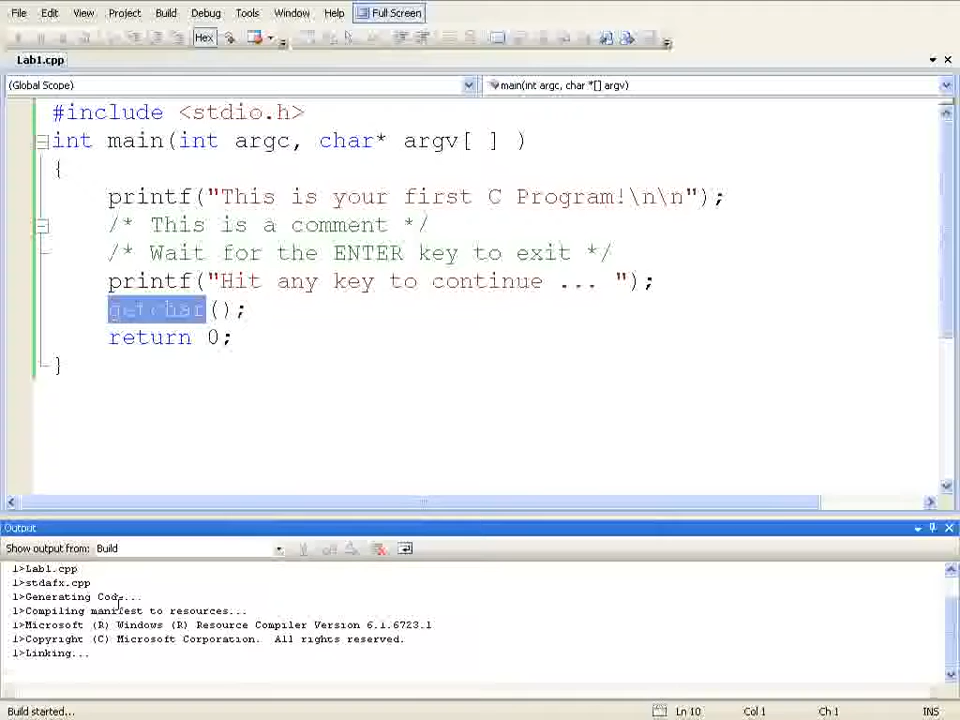 File Edit View Project Build Debug Tools Window Help Full Screen
Hex
Lab1.cpp
(Global Scope) main(int argc, char *[] argv)
#include <stdio.h>
int main(int argc, char* argv[ ] )
{
printf("This is your first C Program!\n\n");
/* This is a comment */
/* Wait for the ENTER key to exit */
printf("Hit any key to continue ... ");
getchar();
return 0;
}
Output
Show output from: Build
1>Lab1.cpp
1>stdafx.cpp
1>Generating Code...
1>Compiling manifest to resources...
1>Microsoft (R) Windows (R) Resource Compiler Version 6.1.6723.1
1>Copyright (C) Microsoft Corporation. All rights reserved.
1>Linking...
Build started... Ln 10 Col 1 Ch 1 INS